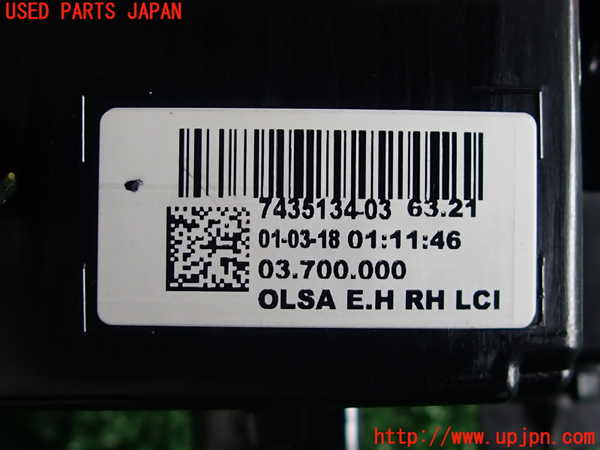 USED PARTS JAPAN
7435134-03 63.21
01-03-18 01:11:46
03.700.000
OLSA E.H RH LCI
http://www.upjpn.com/